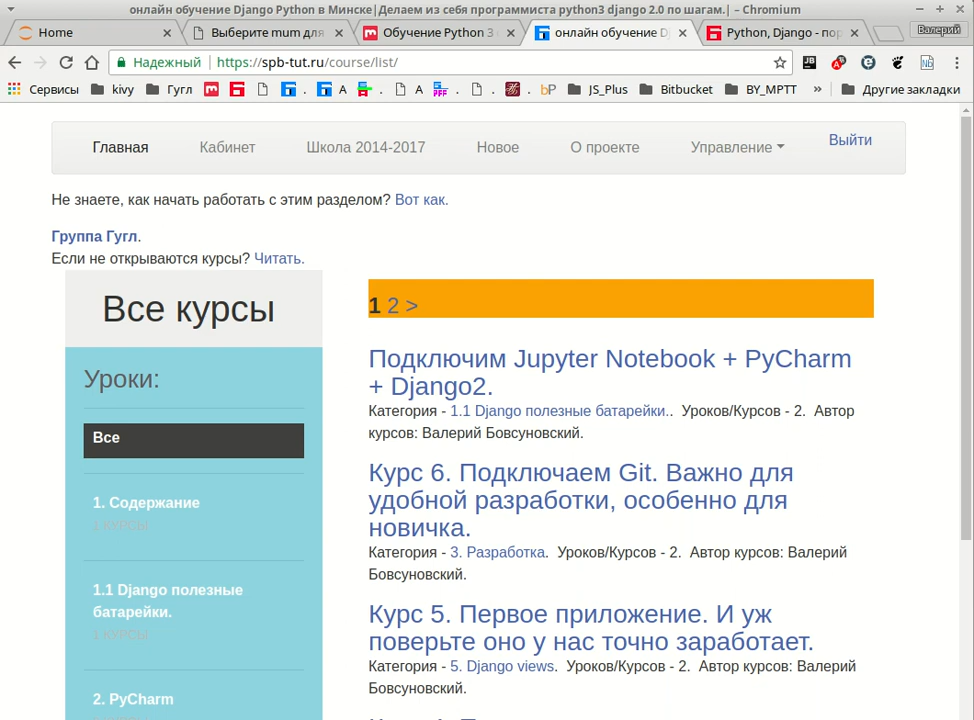 онлайн обучение Django Python в Минске|Делаем из себя программиста python3 django 2.0 по шагам.| – Chromium
Home
Выберите mum для
Обучение Python 3
онлайн обучение D
Python, Django - пор
Валерий
Надежный
https://spb-tut.ru/course/list/
Сервисы
kivy
Гугл
.
А
.
А
.
.
.
bP
JS_Plus
Bitbucket
BY_MPTT
»
Другие закладки
Главная
Кабинет
Школа 2014-2017
Новое
О проекте
Управление
Выйти
Не знаете, как начать работать с этим разделом? Вот как.
Группа Гугл.
Если не открываются курсы? Читать.
Все курсы
Уроки:
Все
1. Содержание
1 КУРСЫ
1.1 Django полезные
батарейки.
1 КУРСЫ
2. PyCharm
1 2 >
Подключим Jupyter Notebook + PyCharm
+ Django2.
Категория - 1.1 Django полезные батарейки.. Уроков/Курсов - 2. Автор
курсов: Валерий Бовсуновский.
Курс 6. Подключаем Git. Важно для
удобной разработки, особенно для
новичка.
Категория - 3. Разработка. Уроков/Курсов - 2. Автор курсов: Валерий
Бовсуновский.
Курс 5. Первое приложение. И уж
поверьте оно у нас точно заработает.
Категория - 5. Django views. Уроков/Курсов - 2. Автор курсов: Валерий
Бовсуновский.